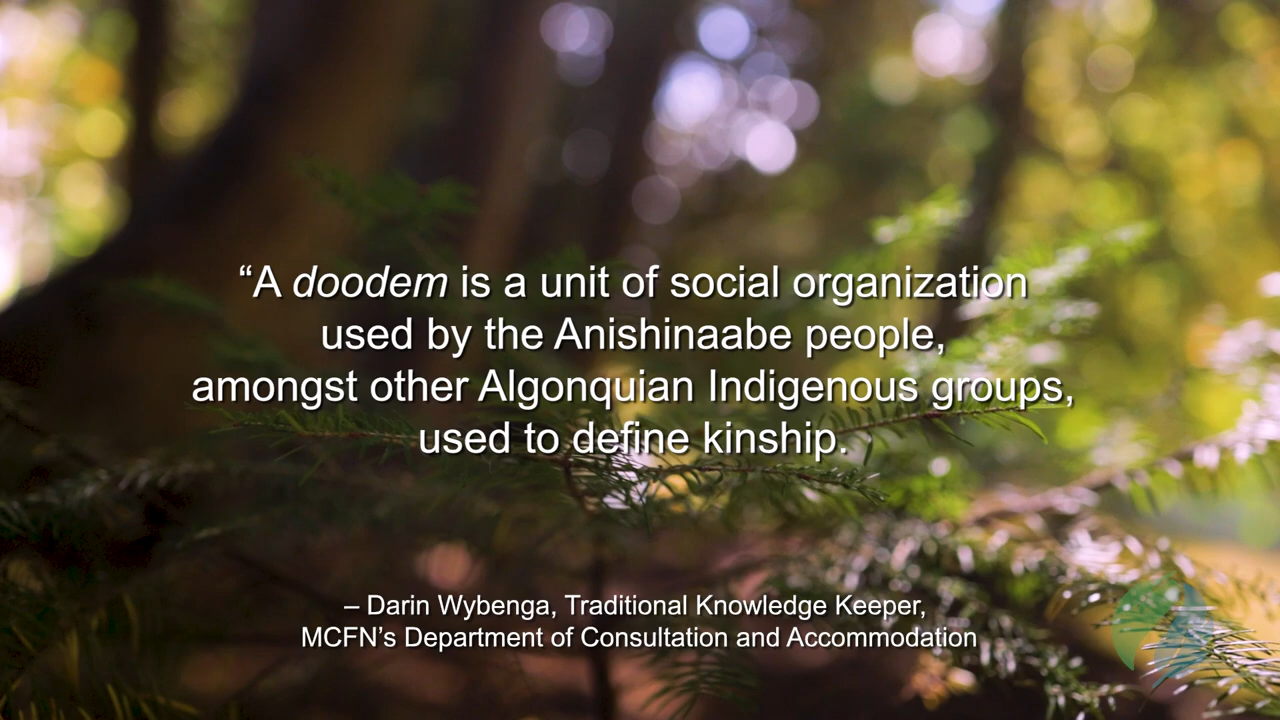 “A doodem is a unit of social organization
used by the Anishinaabe people,
amongst other Algonquian Indigenous groups,
used to define kinship.
– Darin Wybenga, Traditional Knowledge Keeper,
MCFN’s Department of Consultation and Accommodation